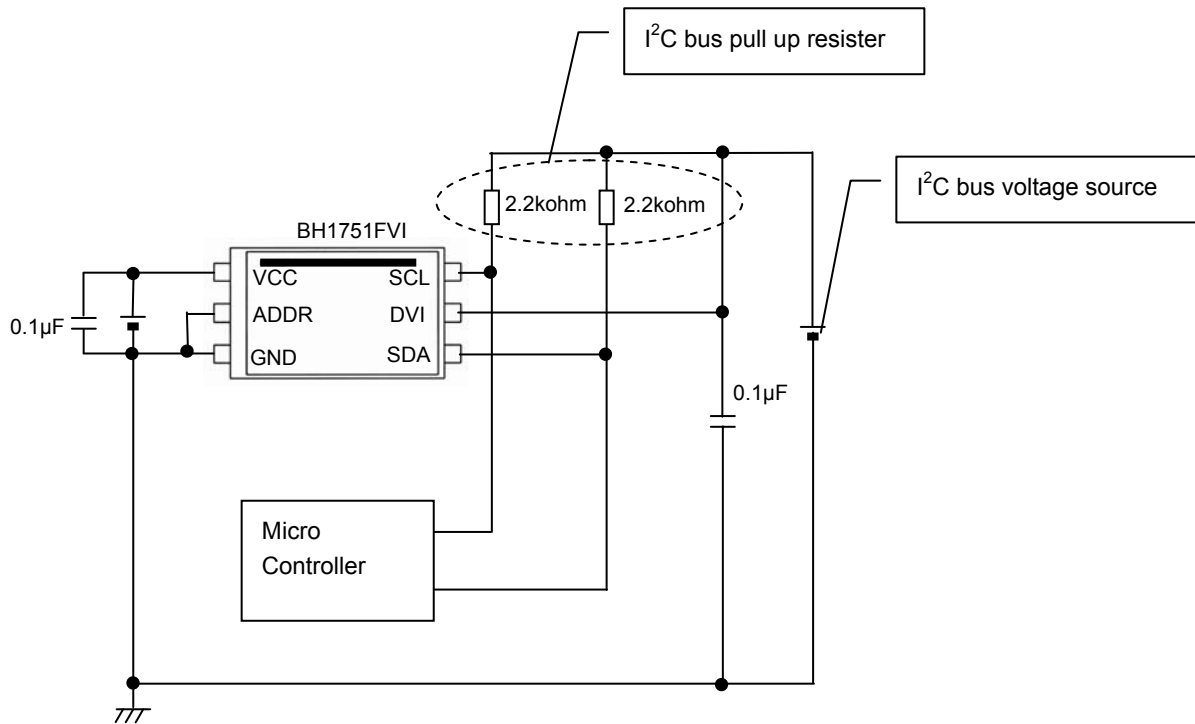 I²C bus pull up resister
I²C bus voltage source
2.2kohm 2.2kohm
BH1751FVI
VCC SCL
0.1µF ADDR DVI
GND SDA
0.1µF
Micro
Controller